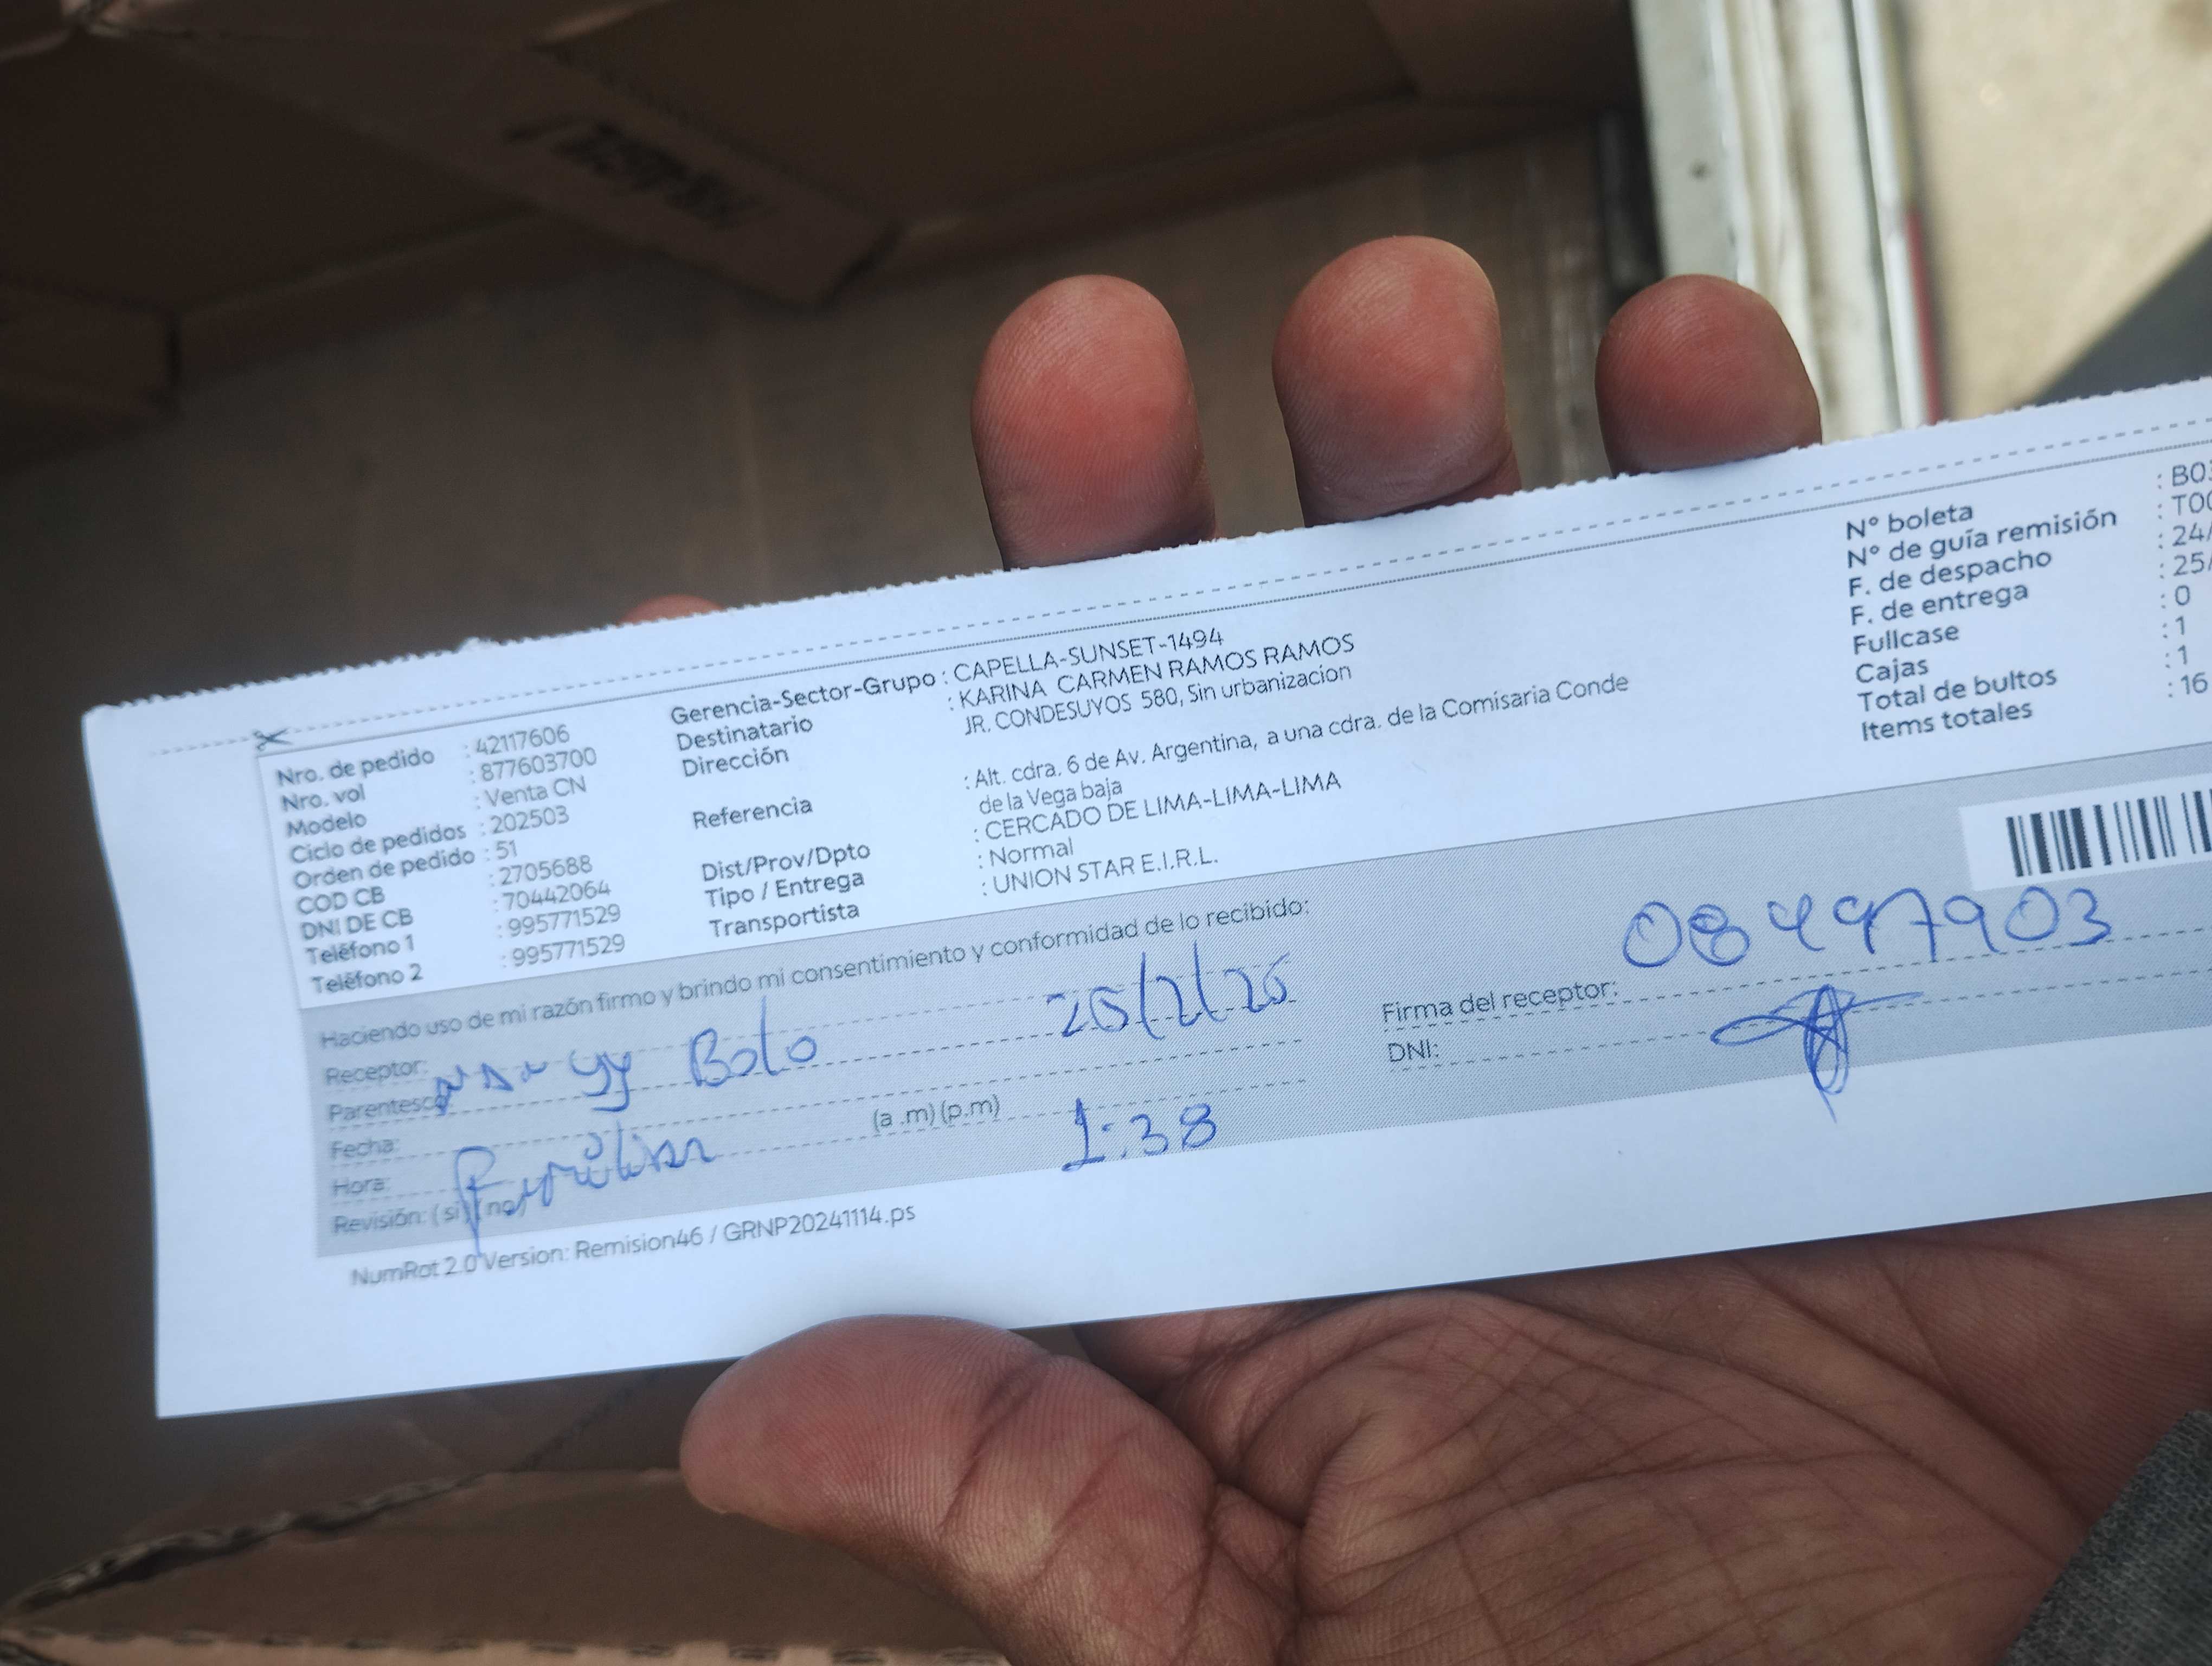 Nro. de pedido : 42117606
Nro. vol : 877603700
Modelo : Venta CN
Ciclo de pedidos : 202503
Orden de pedido : 51
COD CB : 2705688
DNI DE CB : 70442064
Teléfono 1 : 995771529
Teléfono 2 : 995771529
Gerencia-Sector-Grupo : CAPELLA-SUNSET-1494
Destinatario : KARINA CARMEN RAMOS RAMOS
Dirección JR. CONDESUYOS 580, Sin urbanizacion
Referencia : Alt. cdra. 6 de Av. Argentina, a una cdra. de la Comisaria Conde
de la Vega baja
Dist/Prov/Dpto : CERCADO DE LIMA-LIMA-LIMA
Tipo / Entrega : Normal
Transportista : UNION STAR E.I.R.L.
Nº boleta : B03
Nº de guía remisión : T00
F. de despacho : 24/
F. de entrega : 25/
Fullcase : 0
Cajas : 1
Total de bultos : 1
Items totales : 16
Haciendo uso de mi razón firmo y brindo mi consentimiento y conformidad de lo recibido:
Receptor:
Bolo
Parentesco:
Fecha:
Hora: (a .m) (p.m)
Familiar
1:38
Revisión: ( si) ( no)
Firma del receptor:
DNI:
NumRot 2.0 Version: Remision46 / GRNP20241114.ps